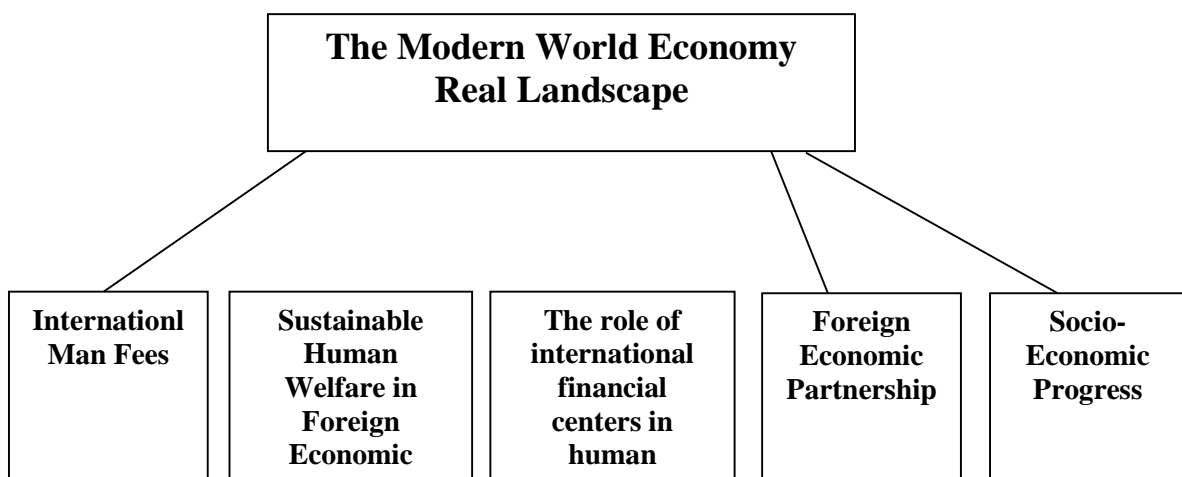 The Modern World Economy
Real Landscape
Internationl
Man Fees
Sustainable
Human
Welfare in
Foreign
Economic
The role of
international
financial
centers in
human
Foreign
Economic
Partnership
Socio-
Economic
Progress